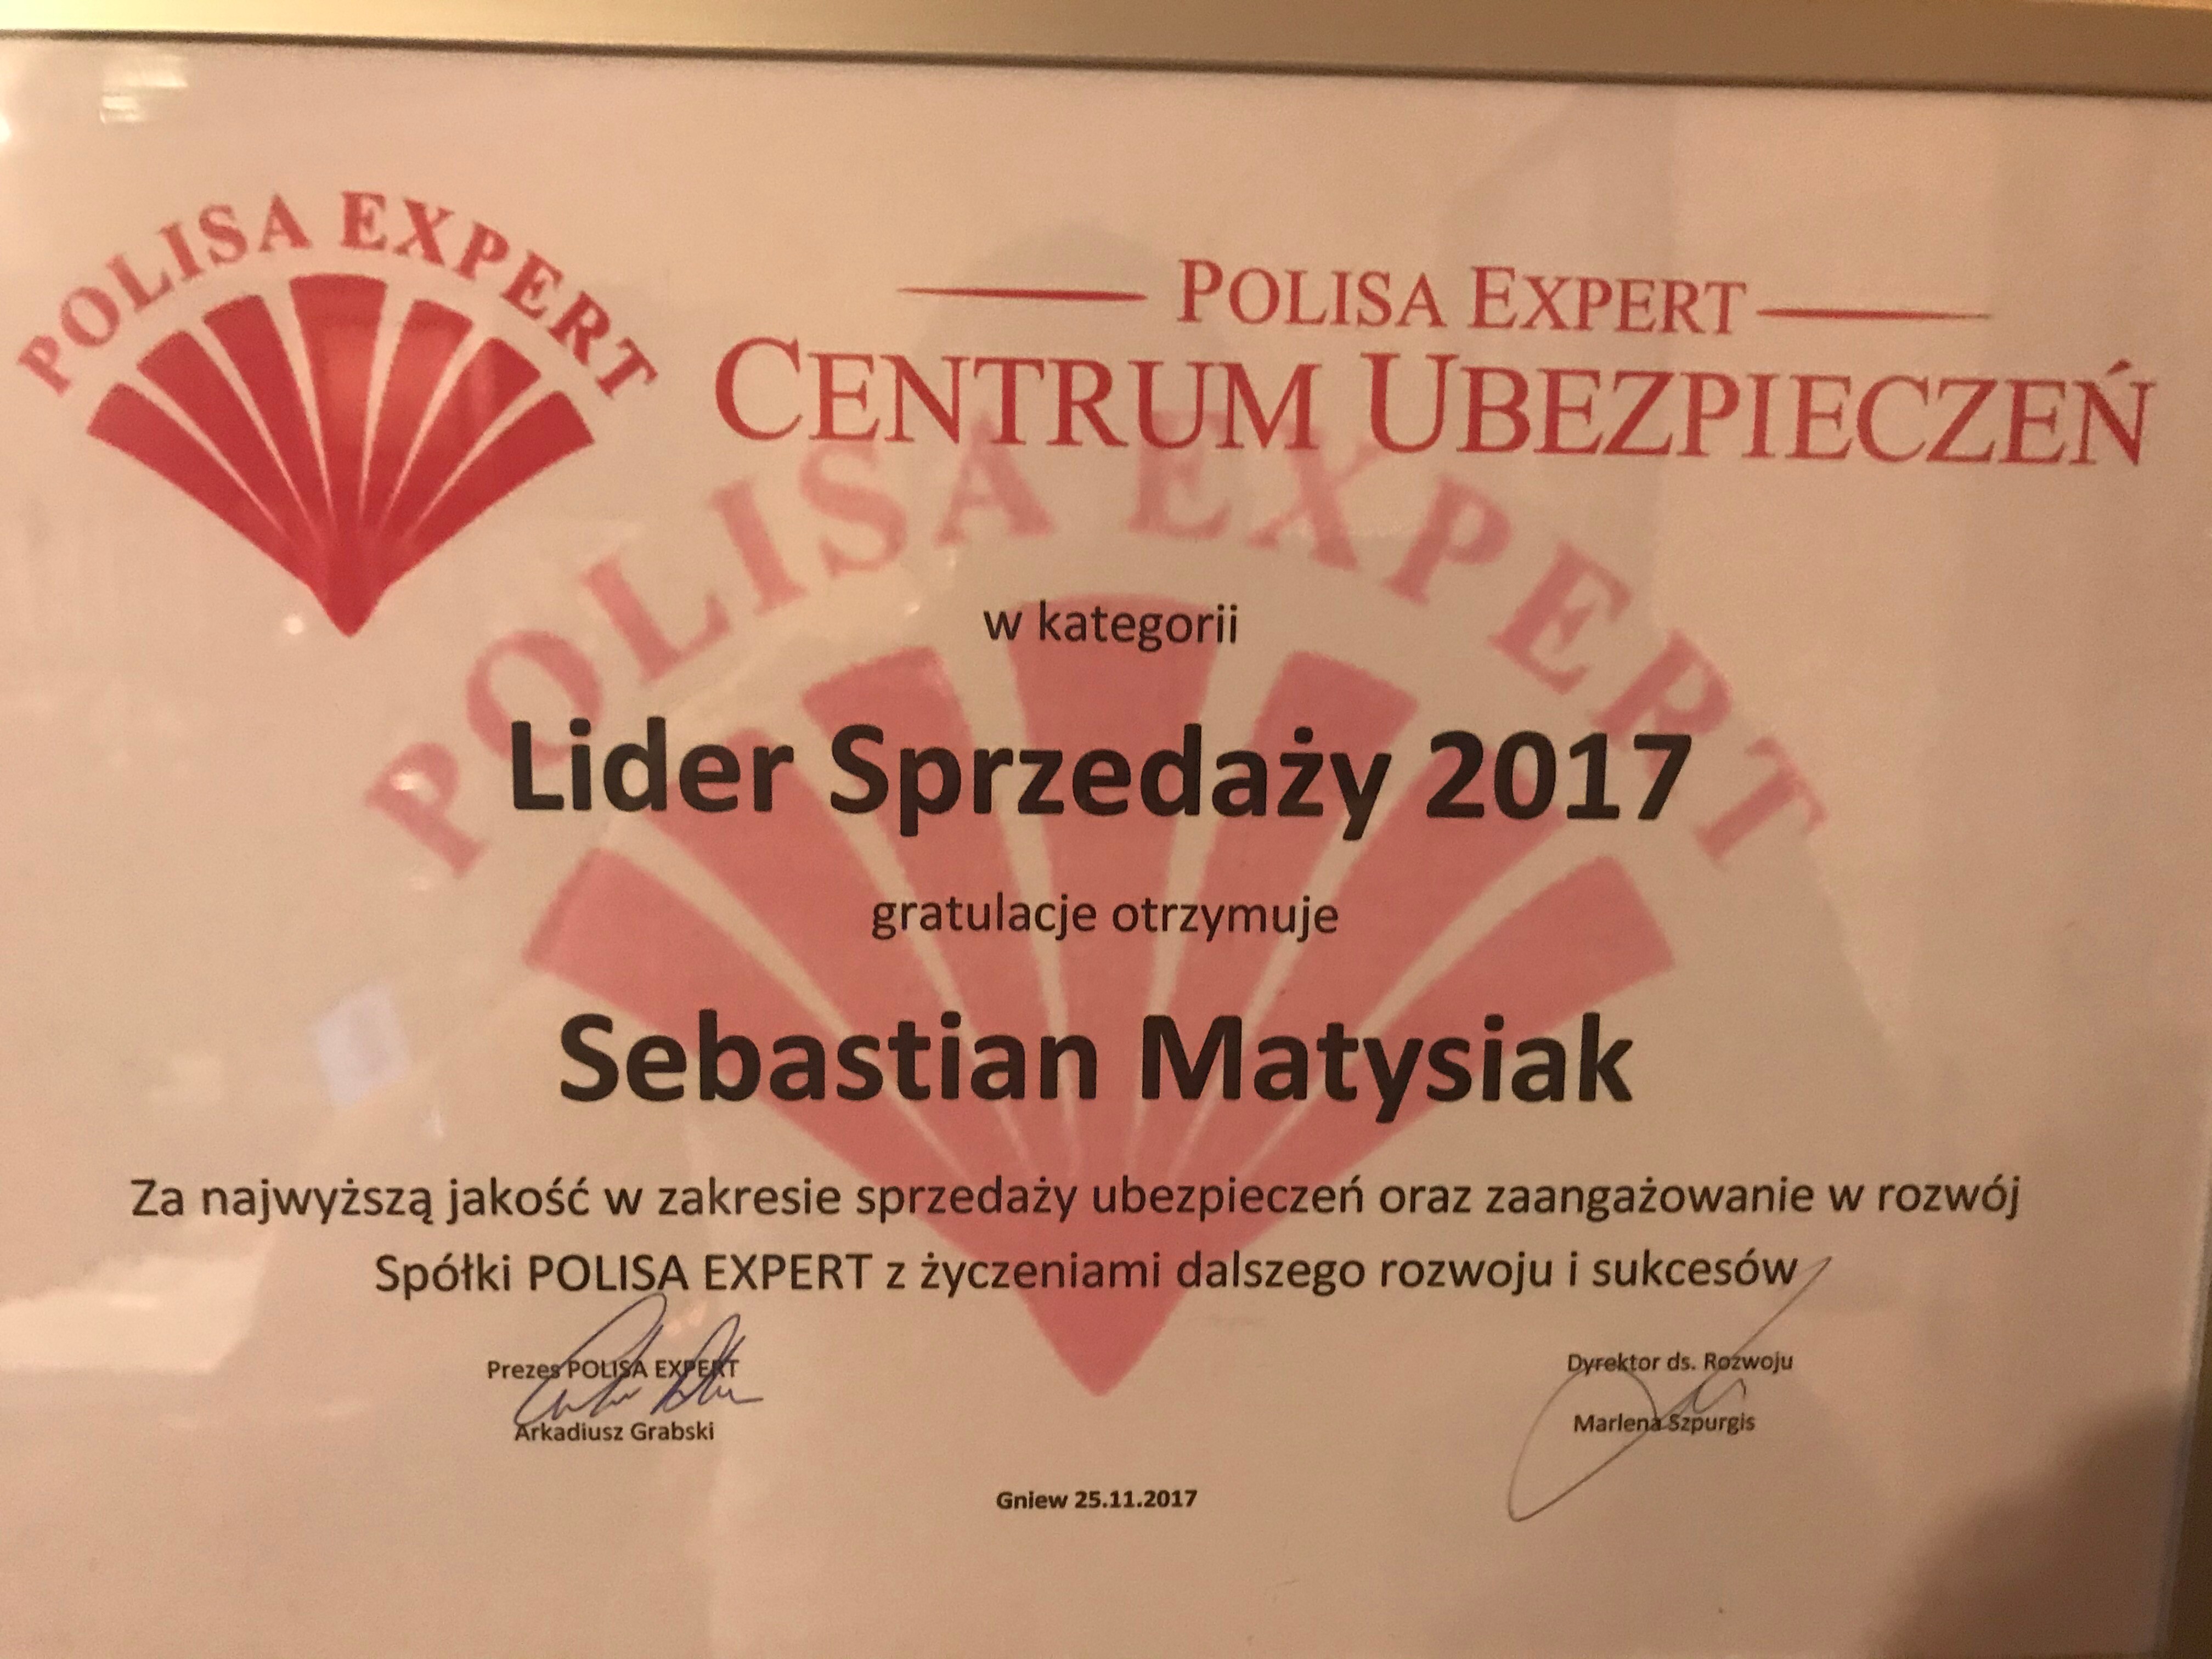 POLISA EXPERT
POLISA EXPERT
CENTRUM UBEZPIECZEŃ
POLISA EXPERT
w kategorii
Lider Sprzedaży 2017
gratulacje otrzymuje
Sebastian Matysiak
Za najwyższą jakość w zakresie sprzedaży ubezpieczeń oraz zaangażowanie w rozwój
Spółki POLISA EXPERT z życzeniami dalszego rozwoju i sukcesów
Prezes POLISA EXPERT
Arkadiusz Grabski
Dyrektor ds. Rozwoju
Marlena Szpurgis
Gniew 25.11.2017